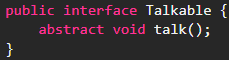 public interface Talkable {
    abstract void talk();
}